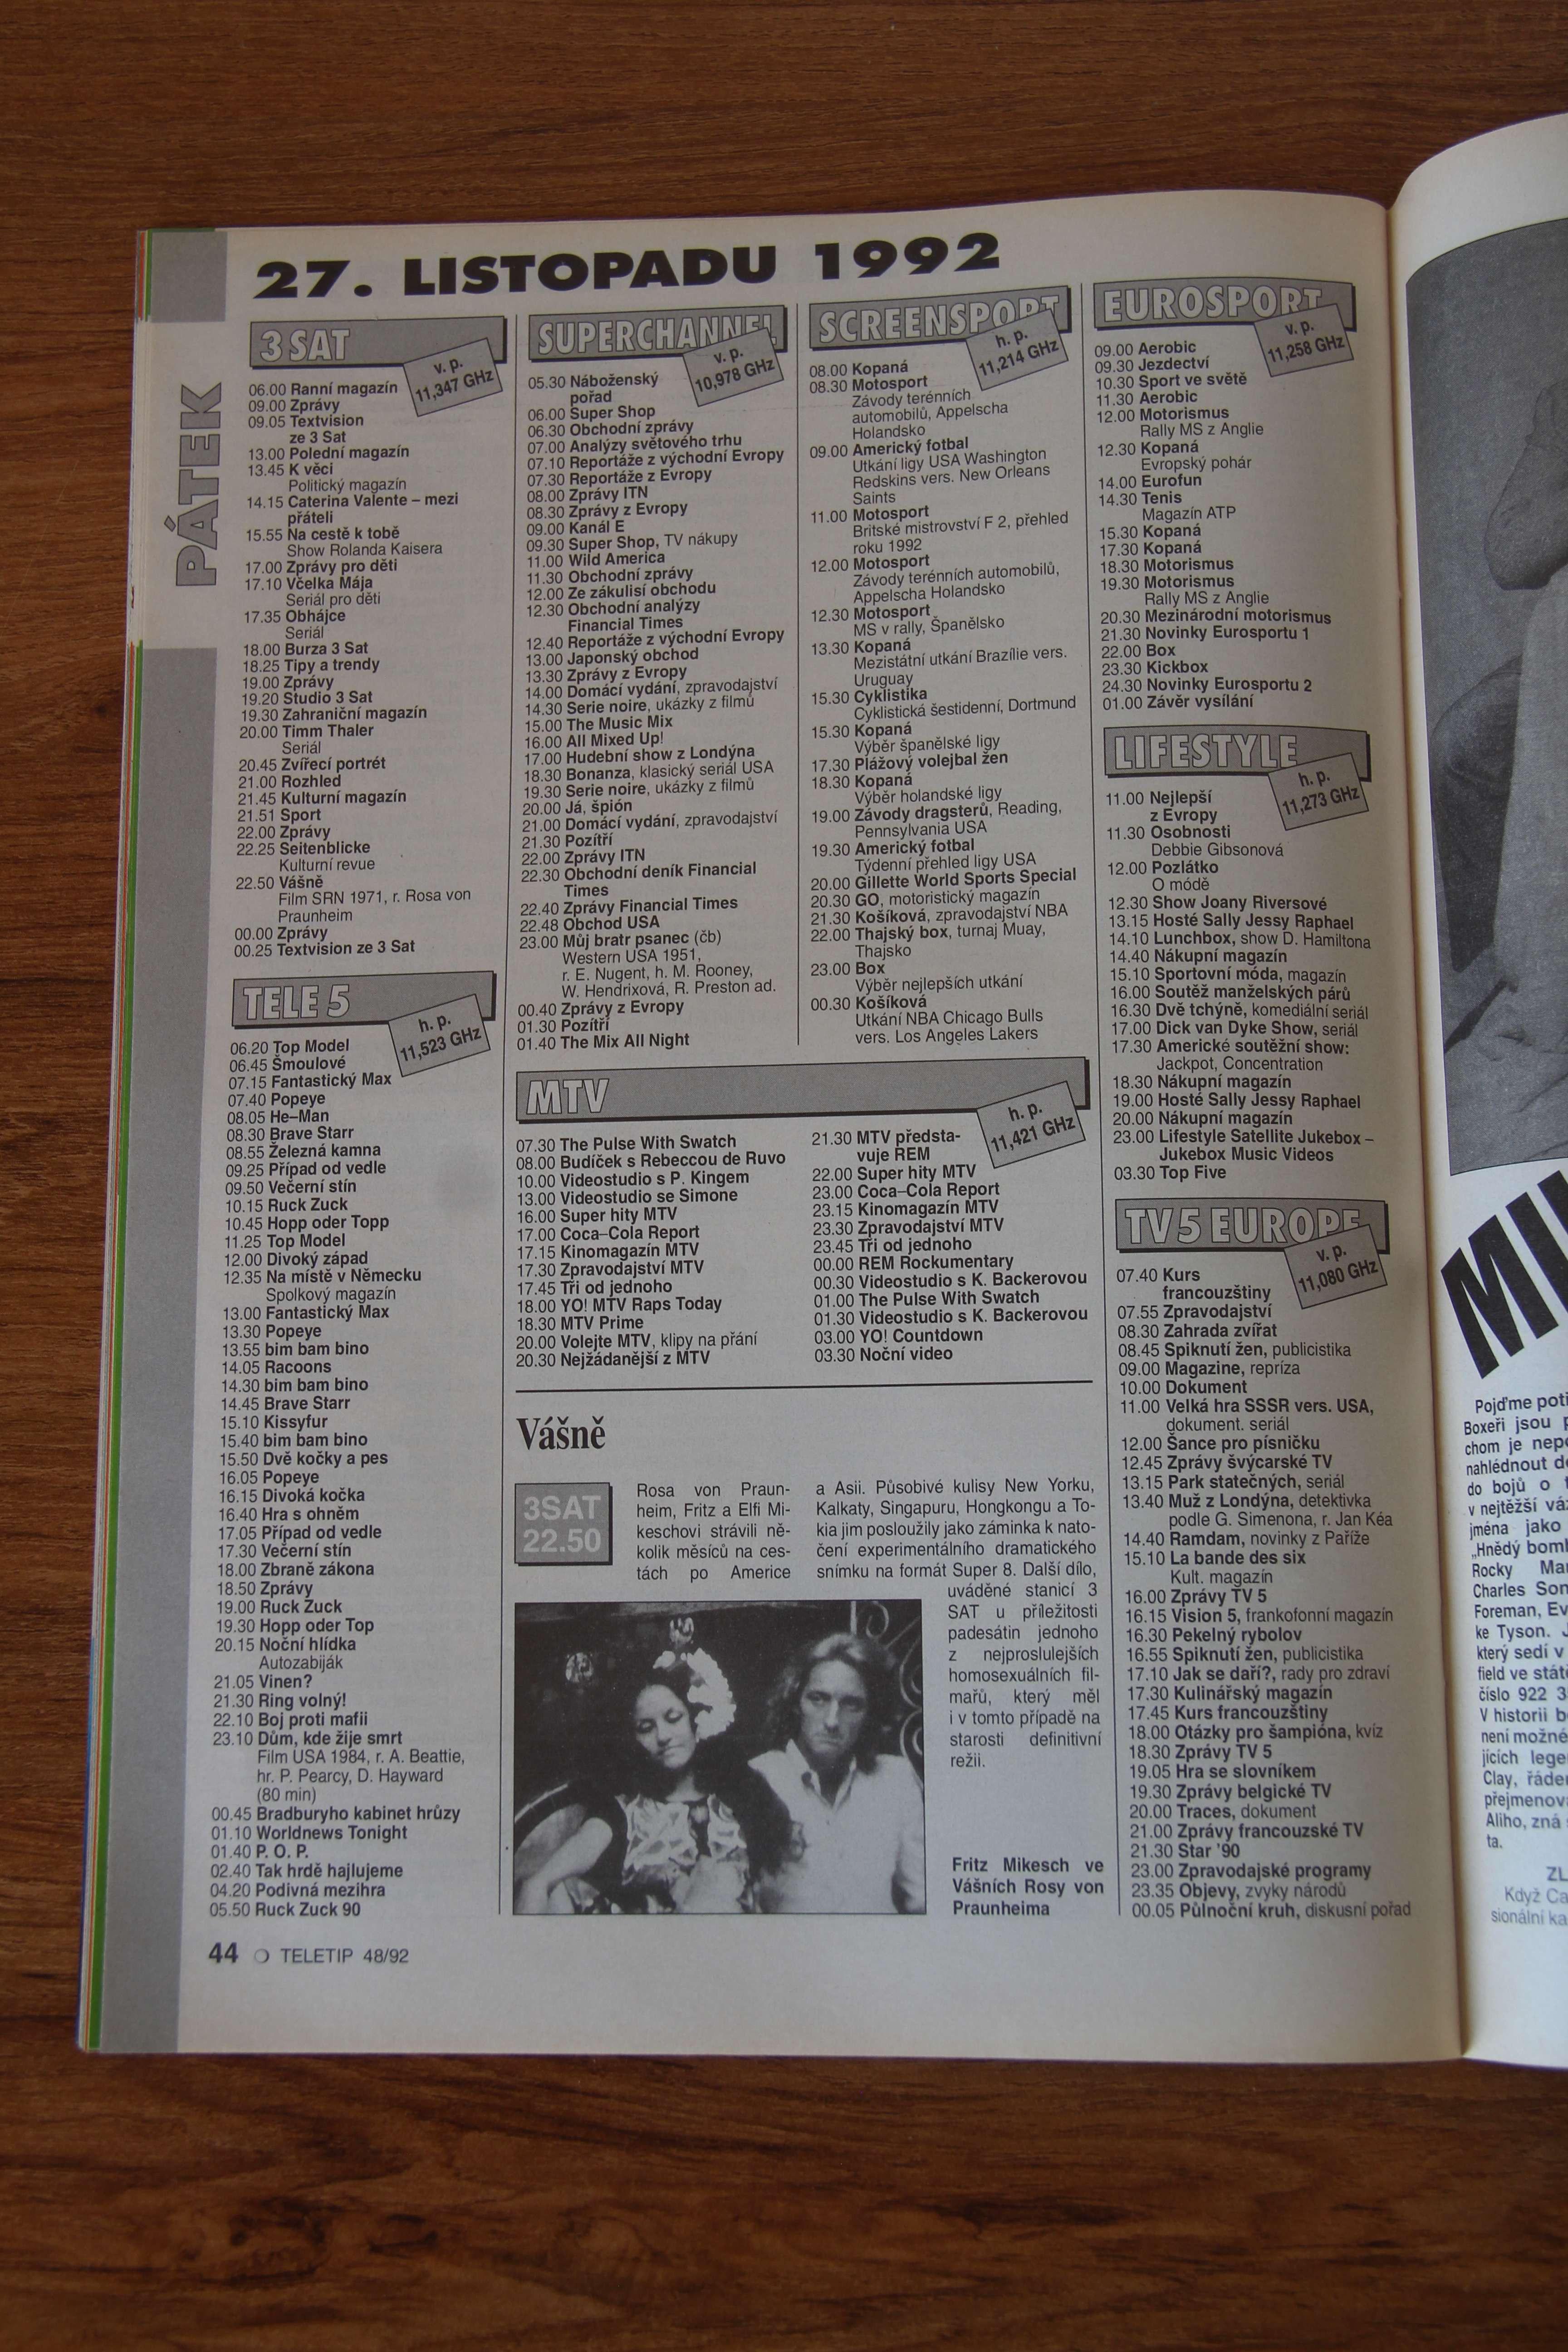 27. LISTOPADU 1992
PÁTEK
3 SAT
v. p.
11,347 GHz
06.00 Ranní magazín
09.00 Zprávy
09.05 Textvision
ze 3 Sat
13.00 Polední magazín
13.45 K věci
Politický magazín
14.15 Caterina Valente – mezi
přáteli
15.55 Na cestě k tobě
Show Rolanda Kaisera
17.00 Zprávy pro děti
17.10 Včelka Mája
Seriál pro děti
17.35 Obhájce
Seriál
18.00 Burza 3 Sat
18.25 Tipy a trendy
19.00 Zprávy
19.20 Studio 3 Sat
19.30 Zahraniční magazín
20.00 Timm Thaler
Seriál
20.45 Zvířecí portrét
21.00 Rozhled
21.45 Kulturní magazín
21.51 Sport
22.00 Zprávy
22.25 Seitenblicke
Kulturní revue
22.50 Vášně
Film SRN 1971, r. Rosa von
Praunheim
00.00 Zprávy
00.25 Textvision ze 3 Sat
TELE 5
h. p.
11,523 GHz
06.20 Top Model
06.45 Šmoulové
07.15 Fantastický Max
07.40 Popeye
08.05 He–Man
08.30 Brave Starr
08.55 Železná kamna
09.25 Případ od vedle
09.50 Večerní stín
10.15 Ruck Zuck
10.45 Hopp oder Topp
11.25 Top Model
12.00 Divoký západ
12.35 Na místě v Německu
Spolkový magazín
13.00 Fantastický Max
13.30 Popeye
13.55 bim bam bino
14.05 Racoons
14.30 bim bam bino
14.45 Brave Starr
15.10 Kissyfur
15.40 bim bam bino
15.50 Dvě kočky a pes
16.05 Popeye
16.15 Divoká kočka
16.40 Hra s ohněm
17.05 Případ od vedle
17.30 Večerní stín
18.00 Zbraně zákona
18.50 Zprávy
19.00 Ruck Zuck
19.30 Hopp oder Top
20.15 Noční hlídka
Autozabiják
21.05 Vinen?
21.30 Ring volný!
22.10 Boj proti mafii
23.10 Dům, kde žije smrt
Film USA 1984, r. A. Beattie,
hr. P. Pearcy, D. Hayward
(80 min)
00.45 Bradburyho kabinet hrůzy
01.10 Worldnews Tonight
01.40 P. O. P.
02.40 Tak hrdě hajlujeme
04.20 Podivná mezihra
05.50 Ruck Zuck 90
SUPERCHANNEL
v. p.
10,978 GHz
05.30 Náboženský
pořad
06.00 Super Shop
06.30 Obchodní zprávy
07.00 Analýzy světového trhu
07.10 Reportáže z východní Evropy
07.30 Reportáže z Evropy
08.00 Zprávy ITN
08.30 Zprávy z Evropy
09.00 Kanál E
09.30 Super Shop, TV nákupy
11.00 Wild America
11.30 Obchodní zprávy
12.00 Ze zákulisí obchodu
12.30 Obchodní analýzy
Financial Times
12.40 Reportáže z východní Evropy
13.00 Japonský obchod
13.30 Zprávy z Evropy
14.00 Domácí vydání, zpravodajství
14.30 Serie noire, ukázky z filmů
15.00 The Music Mix
16.00 All Mixed Up!
17.00 Hudební show z Londýna
18.30 Bonanza, klasický seriál USA
19.30 Serie noire, ukázky z filmů
20.00 Já, špión
21.00 Domácí vydání, zpravodajství
21.30 Pozítří
22.00 Zprávy ITN
22.30 Obchodní deník Financial
Times
22.40 Zprávy Financial Times
22.48 Obchod USA
23.00 Můj bratr psanec (čb)
Western USA 1951,
r. E. Nugent, h. M. Rooney,
W. Hendrixová, R. Preston ad.
00.40 Zprávy z Evropy
01.30 Pozítří
01.40 The Mix All Night
SCREENSPORT
h. p.
11,214 GHz
08.00 Kopaná
08.30 Motosport
Závody terénních
automobilů, Appelscha
Holandsko
09.00 Americký fotbal
Utkání ligy USA Washington
Redskins vers. New Orleans
Saints
11.00 Motosport
Britské mistrovství F 2, přehled
roku 1992
12.00 Motosport
Závody terénních automobilů,
Appelscha Holandsko
12.30 Motosport
MS v rally, Španělsko
13.30 Kopaná
Mezistátní utkání Brazílie vers.
Uruguay
15.30 Cyklistika
Cyklistická šestidenní, Dortmund
15.30 Kopaná
Výběr španělské ligy
17.30 Plážový volejbal žen
18.30 Kopaná
Výběr holandské ligy
19.00 Závody dragsterů, Reading,
Pennsylvania USA
19.30 Americký fotbal
Týdenní přehled ligy USA
20.00 Gillette World Sports Special
20.30 GO, motoristický magazín
21.30 Košíková, zpravodajství NBA
22.00 Thajský box, turnaj Muay,
Thajsko
23.00 Box
Výběr nejlepších utkání
00.30 Košíková
Utkání NBA Chicago Bulls
vers. Los Angeles Lakers
MTV
h. p.
11,421 GHz
07.30 The Pulse With Swatch
08.00 Budíček s Rebeccou de Ruvo
10.00 Videostudio s P. Kingem
13.00 Videostudio se Simone
16.00 Super hity MTV
17.00 Coca–Cola Report
17.15 Kinomagazín MTV
17.30 Zpravodajství MTV
17.45 Tři od jednoho
18.00 YO! MTV Raps Today
18.30 MTV Prime
20.00 Volejte MTV, klipy na přání
20.30 Nejžádanější z MTV
21.30 MTV předsta-
vuje REM
22.00 Super hity MTV
23.00 Coca–Cola Report
23.15 Kinomagazín MTV
23.30 Zpravodajství MTV
23.45 Tři od jednoho
00.00 REM Rockumentary
00.30 Videostudio s K. Backerovou
01.00 The Pulse With Swatch
01.30 Videostudio s K. Backerovou
03.00 YO! Countdown
03.30 Noční video
Vášně
3SAT
22.50
Rosa von Praun-
heim, Fritz a Elfi Mi-
keschovi strávili ně-
kolik měsíců na ces-
tách po Americe
a Asii. Působivé kulisy New Yorku,
Kalkaty, Singapuru, Hongkongu a To-
kia jim posloužily jako záminka k nato-
čení experimentálního dramatického
snímku na formát Super 8. Další dílo,
uváděné stanicí 3
SAT u příležitosti
padesátin jednoho
z nejproslulejších
homosexuálních fil-
mařů, který měl
i v tomto případě na
starosti definitivní
režii.
Fritz Mikesch ve
Vášních Rosy von
Praunheima
EUROSPORT
v. p.
11,258 GHz
09.00 Aerobic
09.30 Jezdectví
10.30 Sport ve světě
11.30 Aerobic
12.00 Motorismus
Rally MS z Anglie
12.30 Kopaná
Evropský pohár
14.00 Eurofun
14.30 Tenis
Magazín ATP
15.30 Kopaná
17.30 Kopaná
18.30 Motorismus
19.30 Motorismus
Rally MS z Anglie
20.30 Mezinárodní motorismus
21.30 Novinky Eurosportu 1
22.00 Box
23.30 Kickbox
24.30 Novinky Eurosportu 2
01.00 Závěr vysílání
LIFESTYLE
h. p.
11,273 GHz
11.00 Nejlepší
z Evropy
11.30 Osobnosti
Debbie Gibsonová
12.00 Pozlátko
O módě
12.30 Show Joany Riversové
13.15 Hosté Sally Jessy Raphael
14.10 Lunchbox, show D. Hamiltona
14.40 Nákupní magazín
15.10 Sportovní móda, magazín
16.00 Soutěž manželských párů
16.30 Dvě tchýně, komediální seriál
17.00 Dick van Dyke Show, seriál
17.30 Americké soutěžní show:
Jackpot, Concentration
18.30 Nákupní magazín
19.00 Hosté Sally Jessy Raphael
20.00 Nákupní magazín
23.00 Lifestyle Satellite Jukebox –
Jukebox Music Videos
03.30 Top Five
TV5 EUROPE
v. p.
11,080 GHz
07.40 Kurs
francouzštiny
07.55 Zpravodajství
08.30 Zahrada zvířat
08.45 Spiknutí žen, publicistika
09.00 Magazine, repríza
10.00 Dokument
11.00 Velká hra SSSR vers. USA,
dokument. seriál
12.00 Šance pro písničku
12.45 Zprávy švýcarské TV
13.15 Park statečných, seriál
13.40 Muž z Londýna, detektivka
podle G. Simenona, r. Jan Kéa
14.40 Ramdam, novinky z Paříže
15.10 La bande des six
Kult. magazín
16.00 Zprávy TV 5
16.15 Vision 5, frankofonní magazín
16.30 Pekelný rybolov
16.55 Spiknutí žen, publicistika
17.10 Jak se daří?, rady pro zdraví
17.30 Kulinářský magazín
17.45 Kurs francouzštiny
18.00 Otázky pro šampióna, kvíz
18.30 Zprávy TV 5
19.05 Hra se slovníkem
19.30 Zprávy belgické TV
20.00 Traces, dokument
21.00 Zprávy francouzské TV
21.30 Star '90
23.00 Zpravodajské programy
23.35 Objevy, zvyky národů
00.05 Půlnoční kruh, diskusní pořad
44 TELETIP 48/92
Pojďme
Boxeři jsou
chom je
nahlédnout
do bojů o
v nejtěžší
jména jako
„Hnědý
Rocky
Charles
Foreman,
ke Tyson.
který sedí v
field ve
číslo 922
V historii
není možné
jících
Clay,
Aliho, zná
ta.
Když